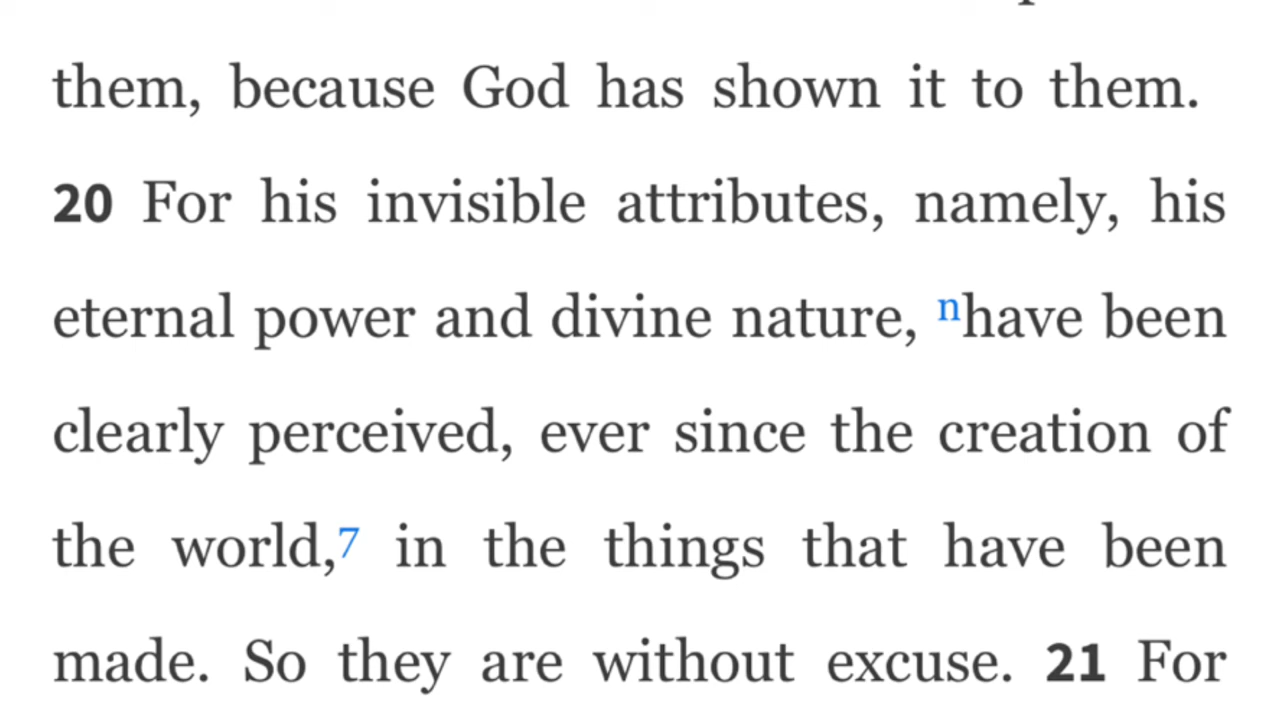 them, because God has shown it to them.
20 For his invisible attributes, namely, his
eternal power and divine nature, nhave been
clearly perceived, ever since the creation of
the world,7 in the things that have been
made. So they are without excuse. 21 For